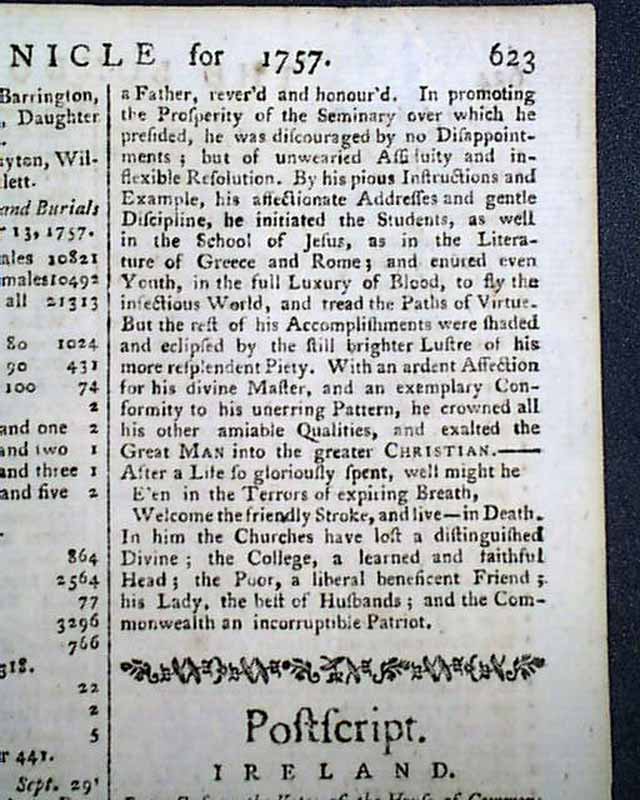 NICLE for 1757. 623
Barrington,
, Daughter
yton, Wil-
lett.
and Burials
r 13, 1757.
ales 10821
males 10492
all 21313
80 1024
90 431
100 74
2
and one 2
and two 1
and three 1
and five 2
864
2564
77
3296
766
318.
22
2
5
r 441.
Sept. 29'
a Father, rever'd and honour'd. In promoting
the Proſperity of the Seminary over which he
preſided, he was diſcouraged by no Diſappoint-
ments; but of unwearied Aſſiduity and in-
flexible Reſolution. By his pious Inſtructions and
Example, his affectionate Addreſſes and gentle
Diſcipline, he initiated the Students, as well
in the School of Jeſus, as in the Litera-
ture of Greece and Rome; and enured even
Youth, in the full Luxury of Blood, to fly the
infectious World, and tread the Paths of Virtue.
But the reſt of his Accompliſhments were ſhaded
and eclipſed by the ſtill brighter Luſtre of his
more reſplendent Piety. With an ardent Affection
for his divine Maſter, and an exemplary Con-
formity to his unerring Pattern, he crowned all
his other amiable Qualities, and exalted the
Great MAN into the greater CHRISTIAN.——
After a Life ſo gloriouſly ſpent, well might he
E'en in the Terrors of expiring Breath,
Welcome the friendly Stroke, and live—in Death.
In him the Churches have loſt a diſtinguiſhed
Divine; the College, a learned and faithful
Head; the Poor, a liberal beneficent Friend;
his Lady, the beſt of Huſbands; and the Com-
monwealth an incorruptible Patriot.
Poſtſcript.
IRELAND.